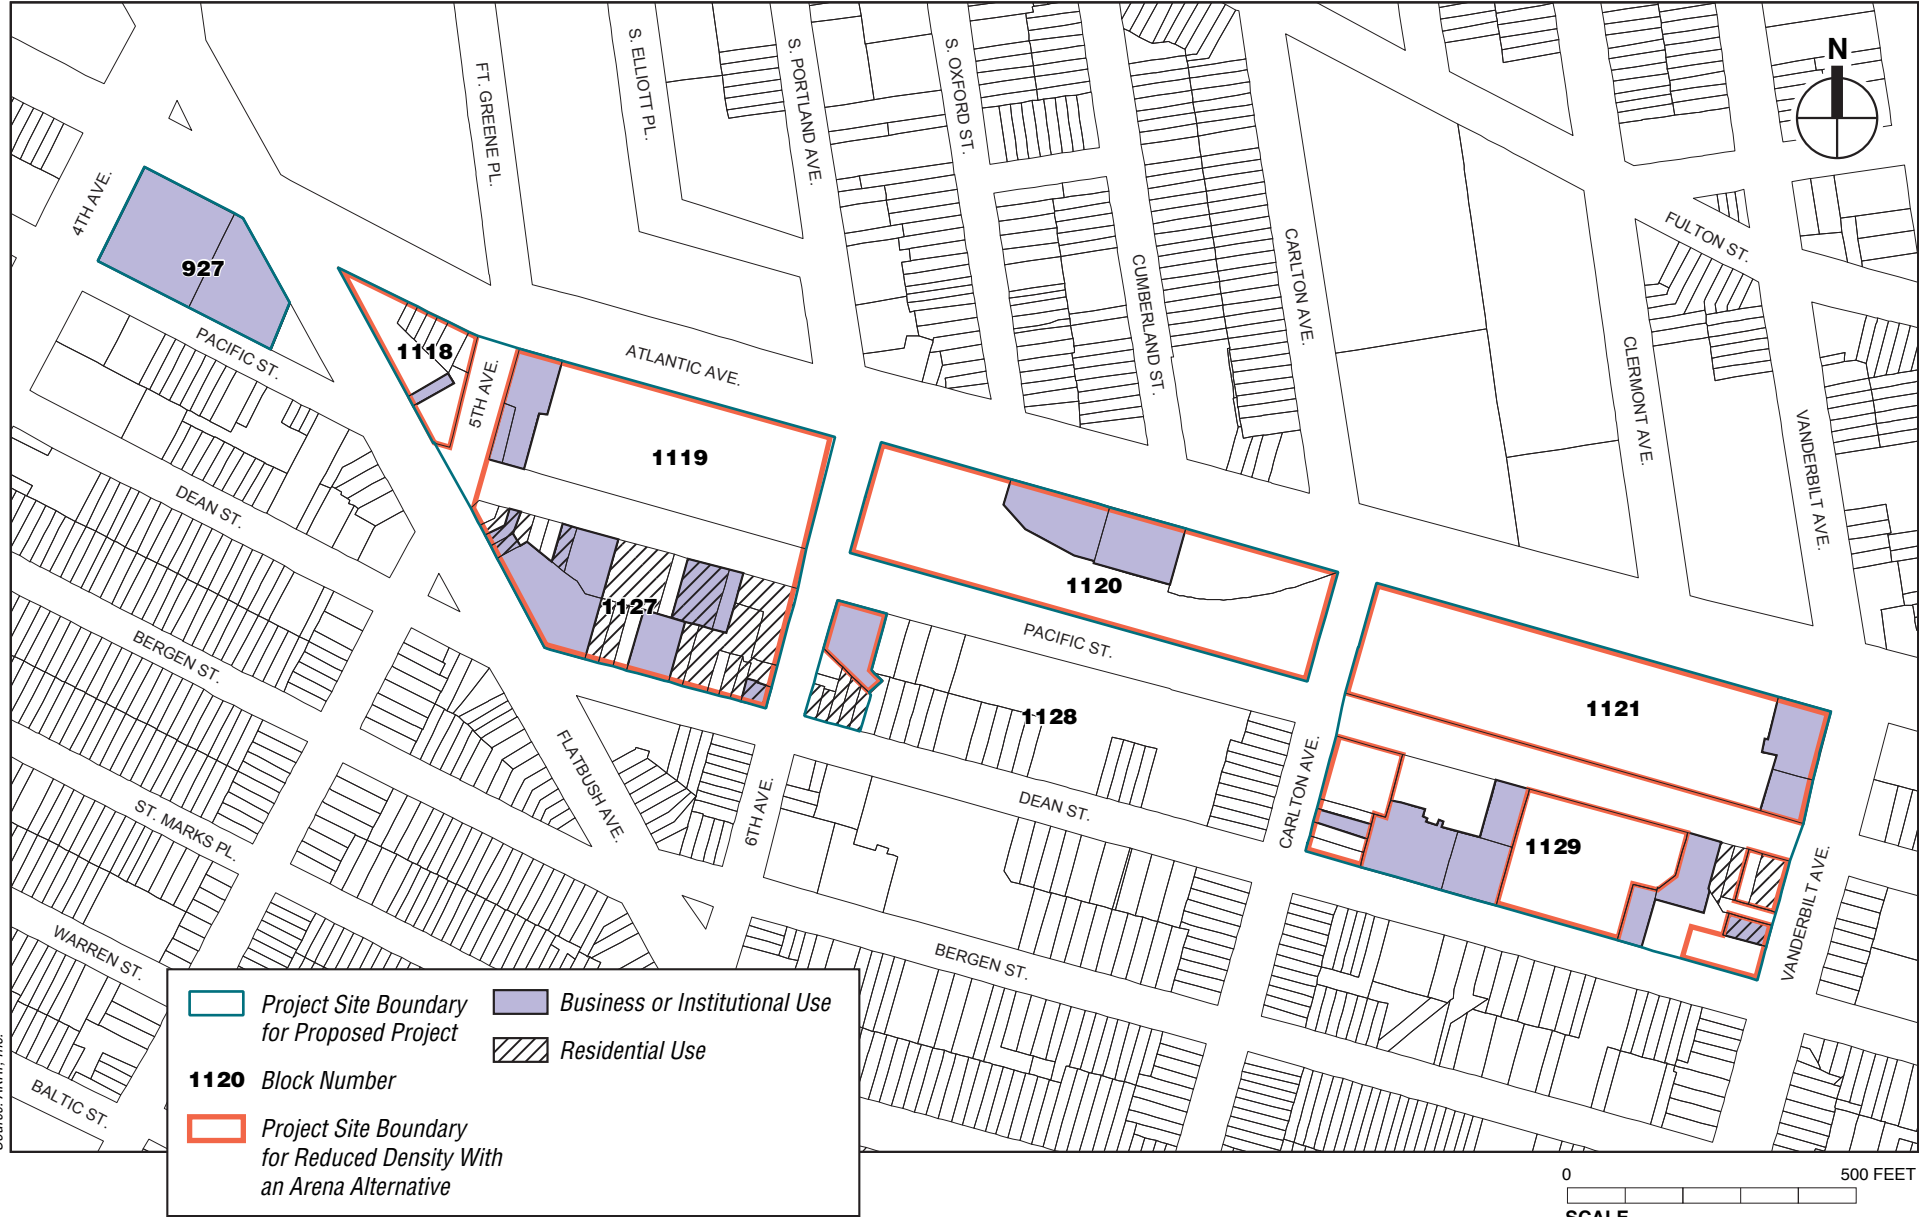 N
FT. GREENE PL.
S. ELLIOTT PL.
S. PORTLAND AVE.
S. OXFORD ST.
CUMBERLAND ST.
CARLTON AVE.
FULTON ST.
CLERMONT AVE.
VANDERBILT AVE.
4TH AVE.
927
PACIFIC ST.
1118
5TH AVE.
ATLANTIC AVE.
1119
DEAN ST.
1127
1120
PACIFIC ST.
1128
1121
1129
BERGEN ST.
FLATBUSH AVE.
6TH AVE.
DEAN ST.
CARLTON AVE.
VANDERBILT AVE.
ST. MARKS PL.
WARREN ST.
BERGEN ST.
BALTIC ST.
Project Site Boundary
for Proposed Project
Business or Institutional Use
Residential Use
1120 Block Number
Project Site Boundary
for Reduced Density With
an Arena Alternative
0 500 FEET
SCALE